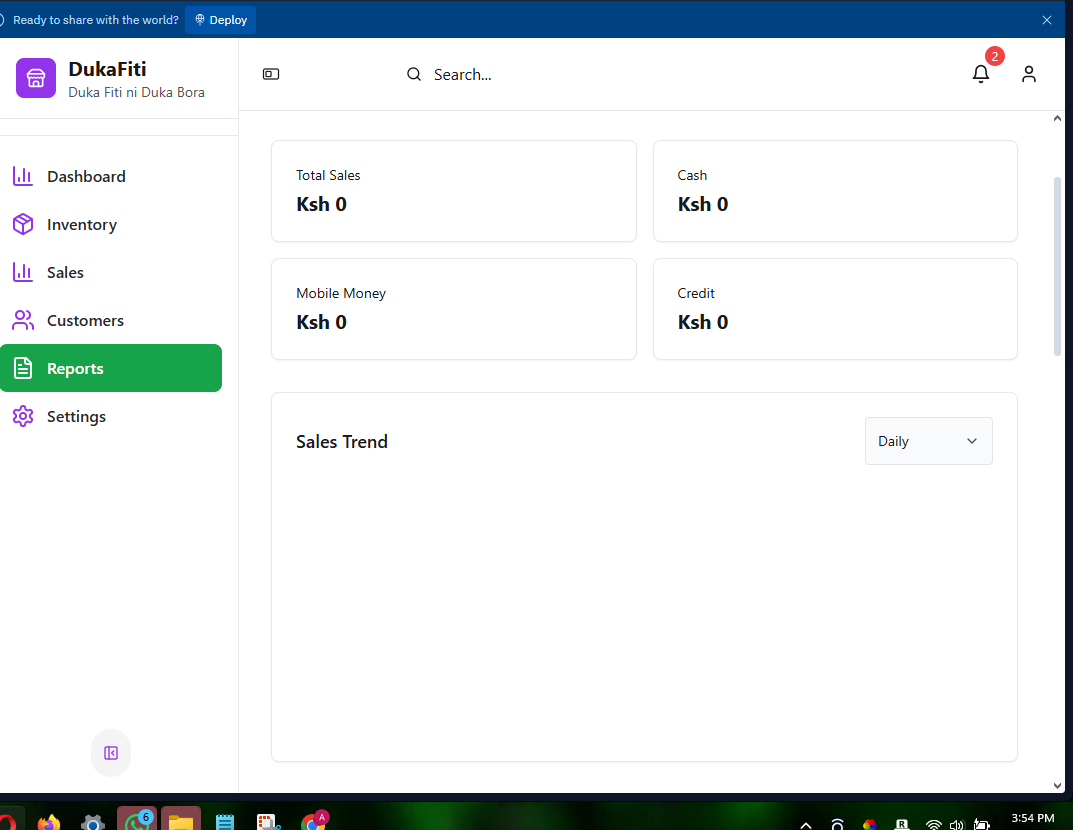 Ready to share with the world? Deploy
DukaFiti
Duka Fiti ni Duka Bora
Search...
2
Dashboard
Inventory
Sales
Customers
Reports
Settings
Total Sales
Ksh 0
Cash
Ksh 0
Mobile Money
Ksh 0
Credit
Ksh 0
Sales Trend
Daily
6
A
R
3:54 PM